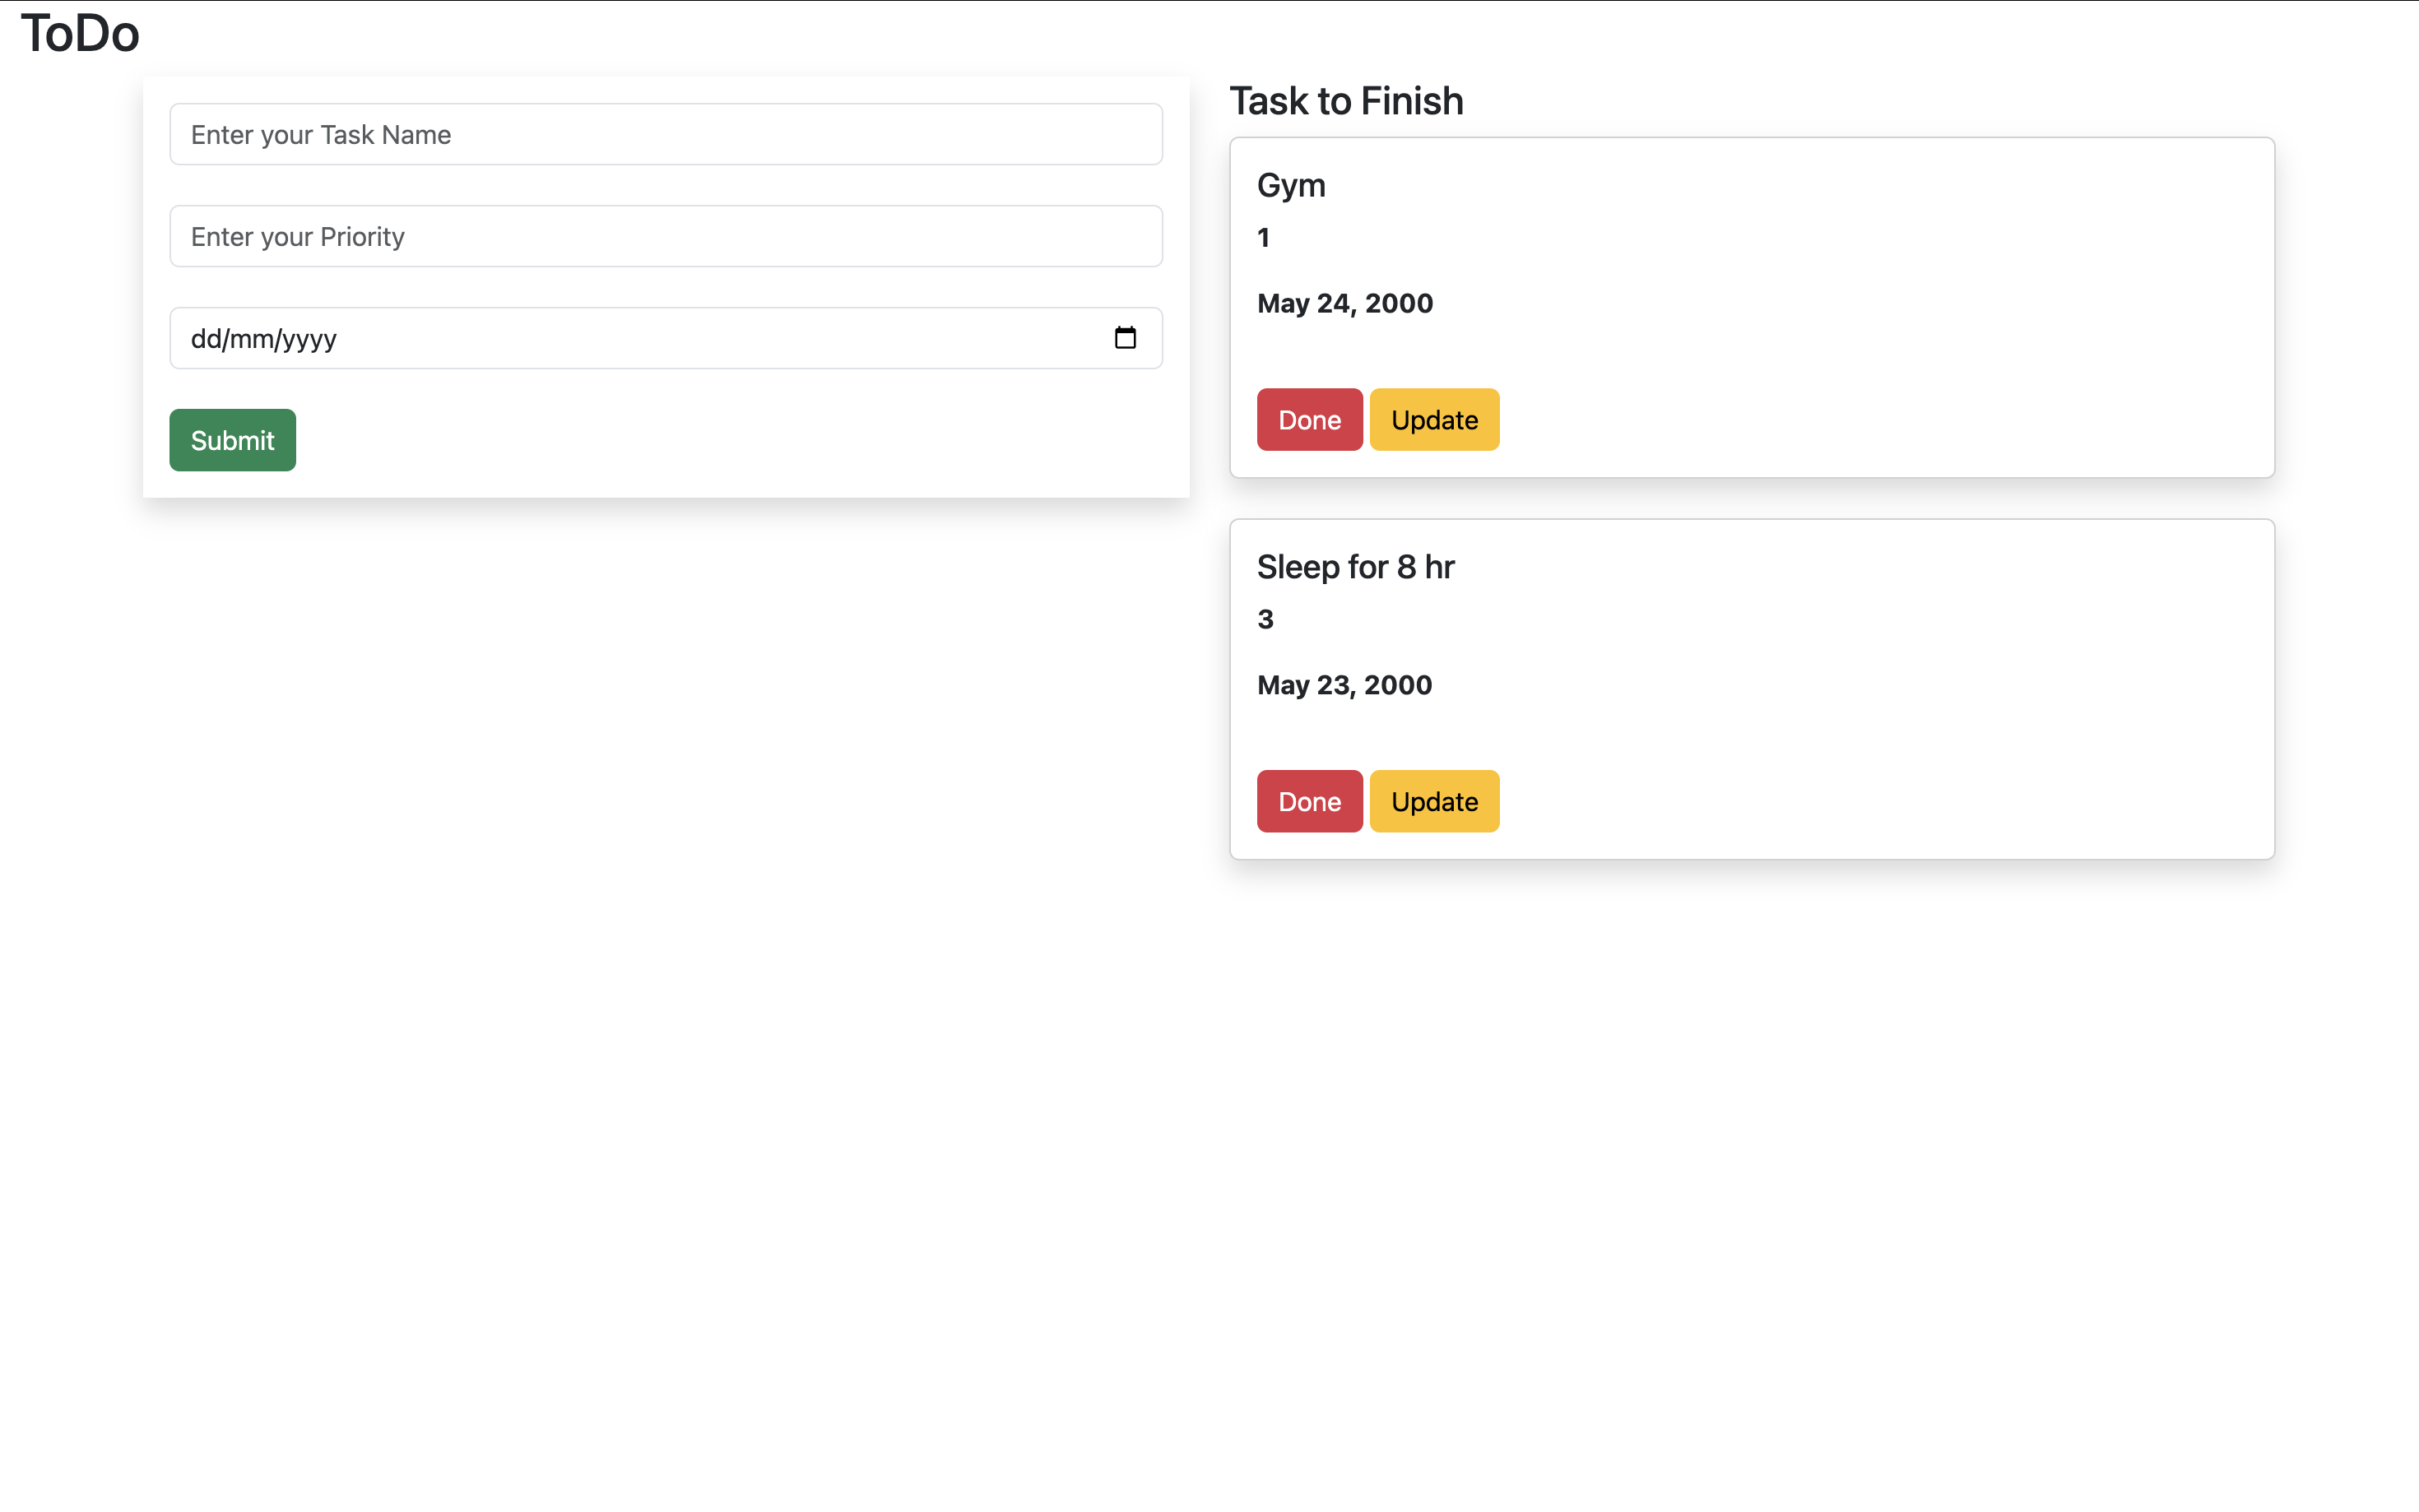 ToDo
Enter your Task Name
Enter your Priority
dd/mm/yyyy
Submit
Task to Finish
Gym
1
May 24, 2000
Done Update
Sleep for 8 hr
3
May 23, 2000
Done Update